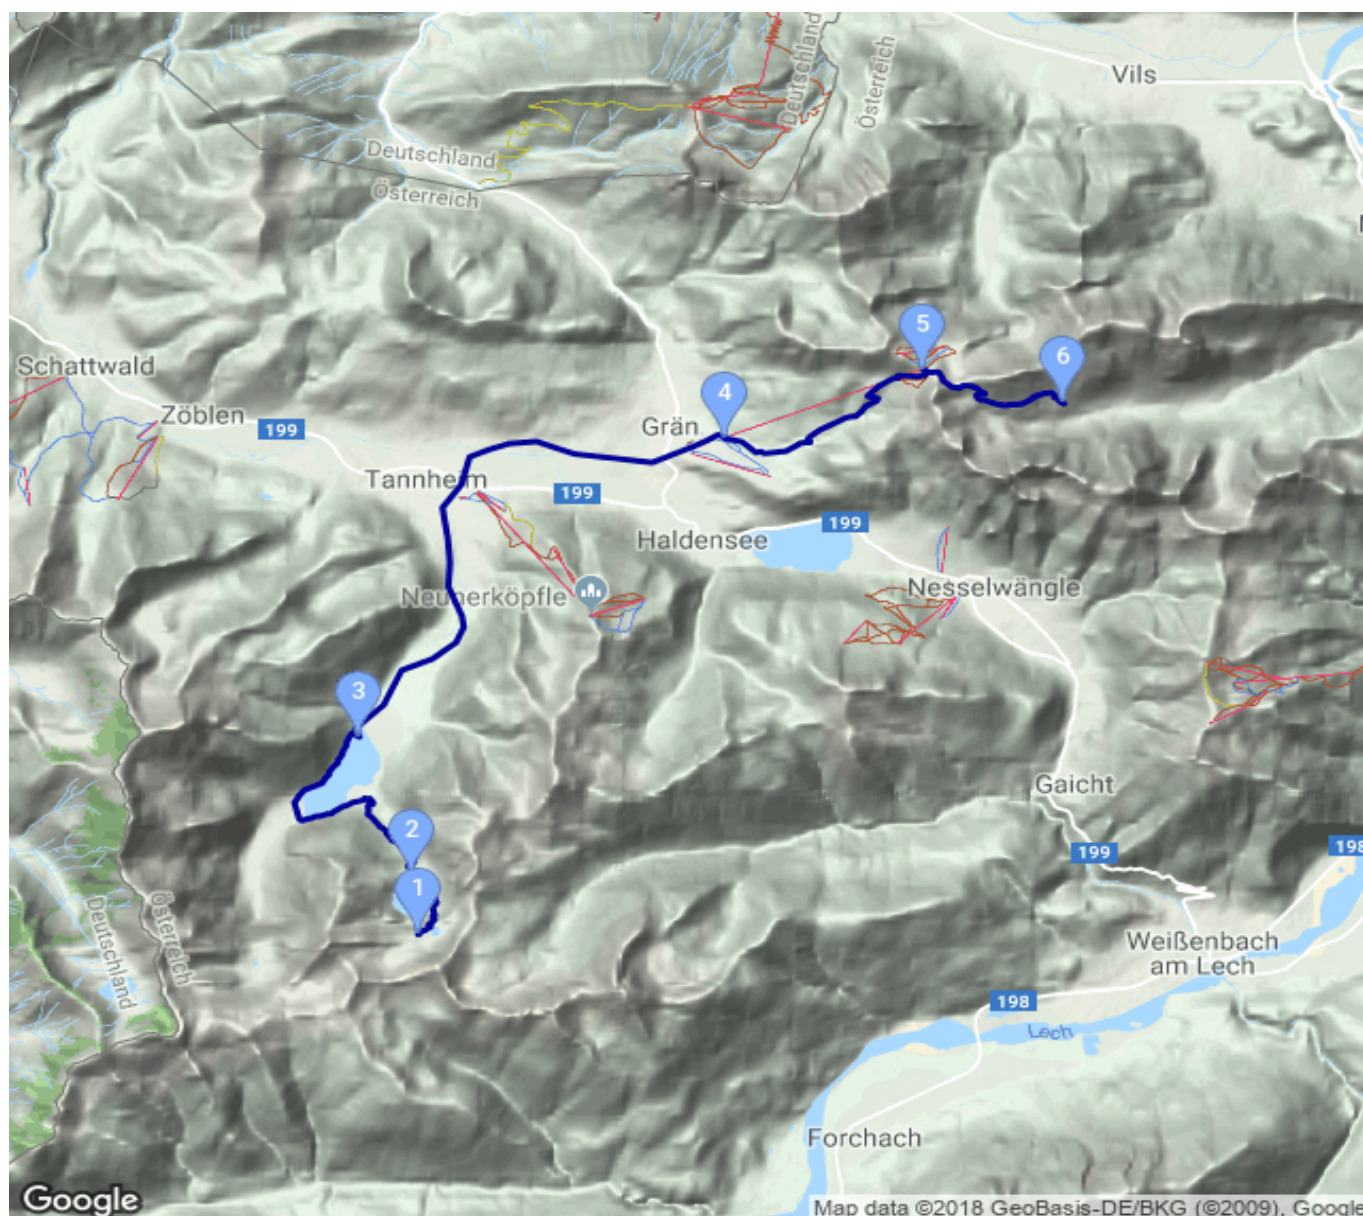 Vils
Deutschland
Österreich
Deutschland
Österreich
5
6
Schattwald
4
Zöblen
199
Grän
Tannheim
199
199
Haldensee
Neunerköpfle
Nesselwängle
3
Gaicht
2
199
198
1
Deutschland
Österreich
Weißenbach
am Lech
198
Lech
Forchach
Google
Map data ©2018 GeoBasis-DE/BKG (©2009), Google